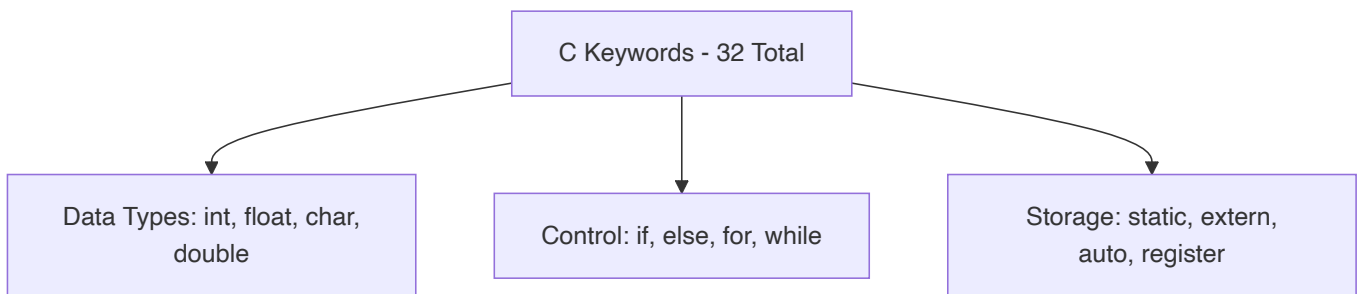 C Keywords - 32 Total
Data Types: int, float, char,
double
Control: if, else, for, while
Storage: static, extern,
auto, register